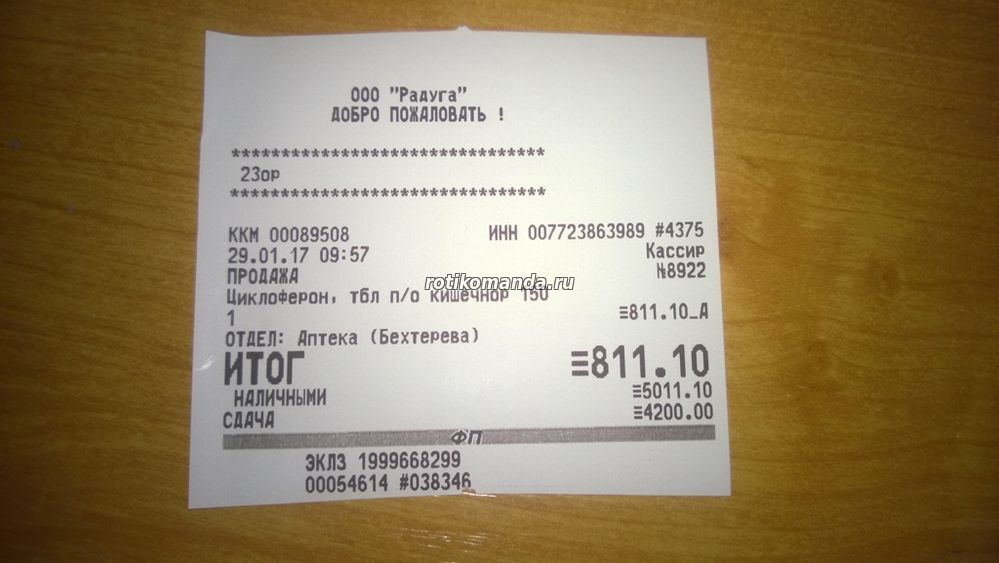 ООО "Радуга"
ДОБРО ПОЖАЛОВАТЬ !
********************************
23ор
********************************
ККМ 00089508 ИНН 007723863989 #4375
29.01.17 09:57 Кассир
ПРОДАЖА №8922
rotikomanda.ru
Циклоферон, тбл п/о кишечнор 150
1 ≡811.10_А
ОТДЕЛ: Аптека (Бехтерева)
ИТОГ ≡811.10
НАЛИЧНЫМИ ≡5011.10
СДАЧА ≡4200.00
ФП
ЭКЛЗ 1999668299
00054614 #038346